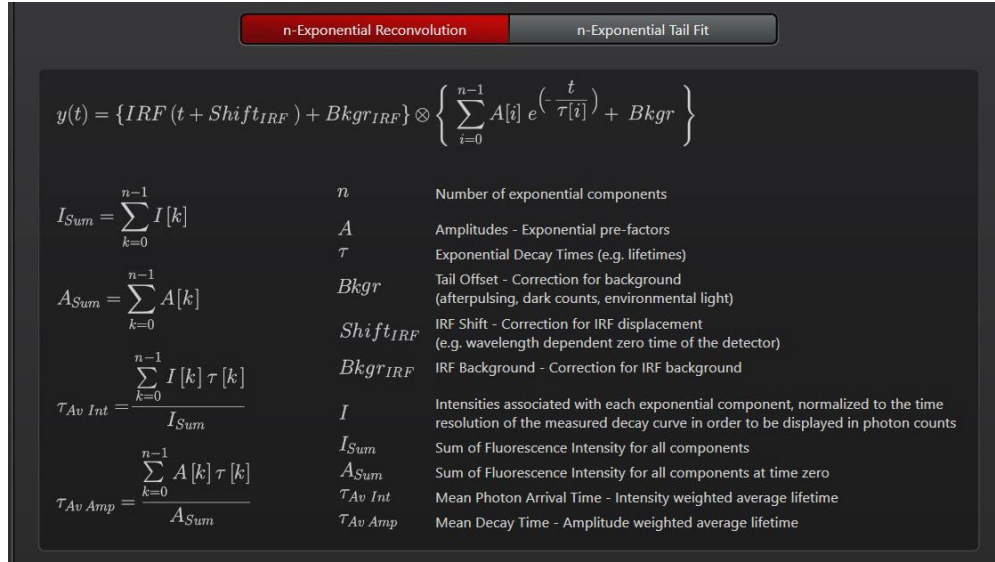 n-Exponential Reconvolution
n-Exponential Tail Fit
y(t) = {IRF (t + Shift_IRF) + Bkgr_IRF} ⊗ { ∑_{i=0}^{n−1} A[i] e^(-t/τ[i]) + Bkgr }
I_Sum = ∑_{k=0}^{n−1} I [k]
A_Sum = ∑_{k=0}^{n−1} A[k]
τ_Av Int = ∑_{k=0}^{n−1} I [k] τ [k] / I_Sum
τ_Av Amp = ∑_{k=0}^{n−1} A [k] τ [k] / A_Sum
n Number of exponential components
A Amplitudes - Exponential pre-factors
τ Exponential Decay Times (e.g. lifetimes)
Bkgr Tail Offset - Correction for background
(afterpulsing, dark counts, environmental light)
Shift_IRF IRF Shift - Correction for IRF displacement
(e.g. wavelength dependent zero time of the detector)
Bkgr_IRF IRF Background - Correction for IRF background
I Intensities associated with each exponential component, normalized to the time
resolution of the measured decay curve in order to be displayed in photon counts
I_Sum Sum of Fluorescence Intensity for all components
A_Sum Sum of Fluorescence Intensity for all components at time zero
τ_Av Int Mean Photon Arrival Time - Intensity weighted average lifetime
τ_Av Amp Mean Decay Time - Amplitude weighted average lifetime